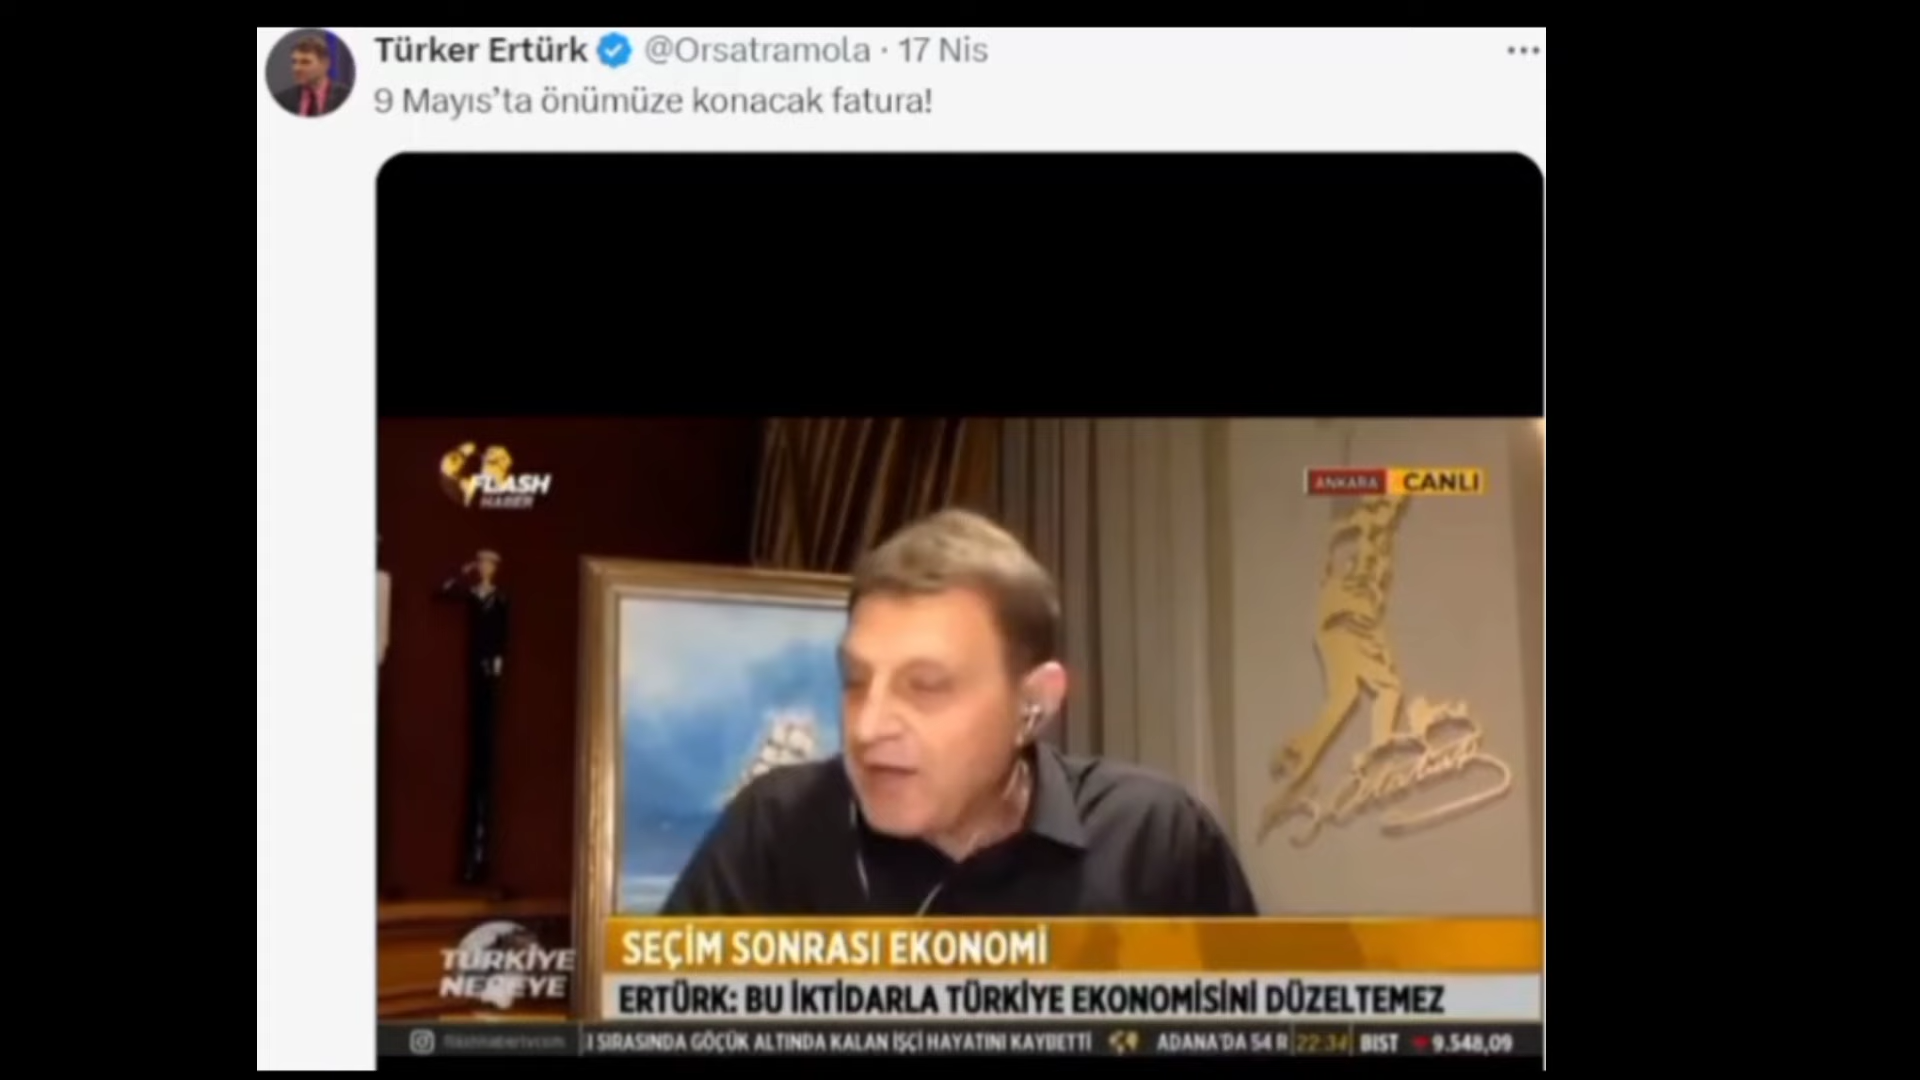 Türker Ertürk @Orsatramola · 17 Nis
9 Mayıs’ta önümüze konacak fatura!
FLASH
HABER
ANKARA CANLI
Atatürk
TÜRKİYE
NEREYE
SEÇİM SONRASI EKONOMİ
ERTÜRK: BU İKTİDARLA TÜRKİYE EKONOMİSİNİ DÜZELTEMEZ
I SIRASINDA GÖÇÜK ALTINDA KALAN İŞÇİ HAYATINI KAYBETTİ ADANA'DA 54 R 22:34 BIST 9.548,09